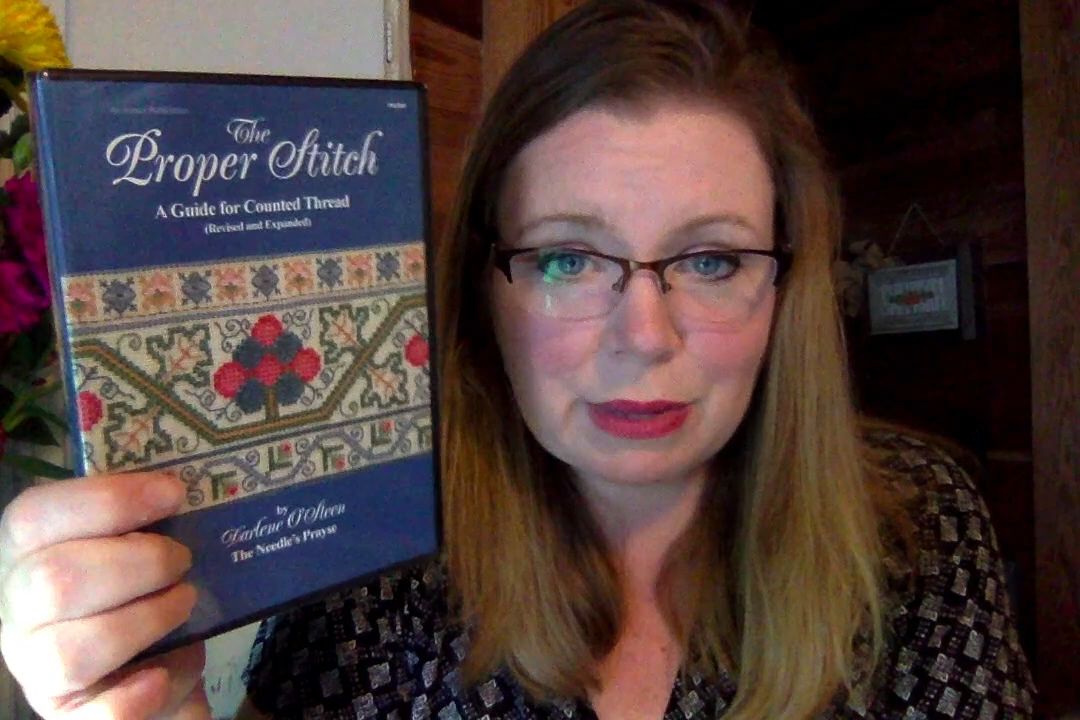 The
Proper Stitch
A Guide for Counted Thread
(Revised and Expanded)
by
Darlene O'Steen
The Needle's Prayse